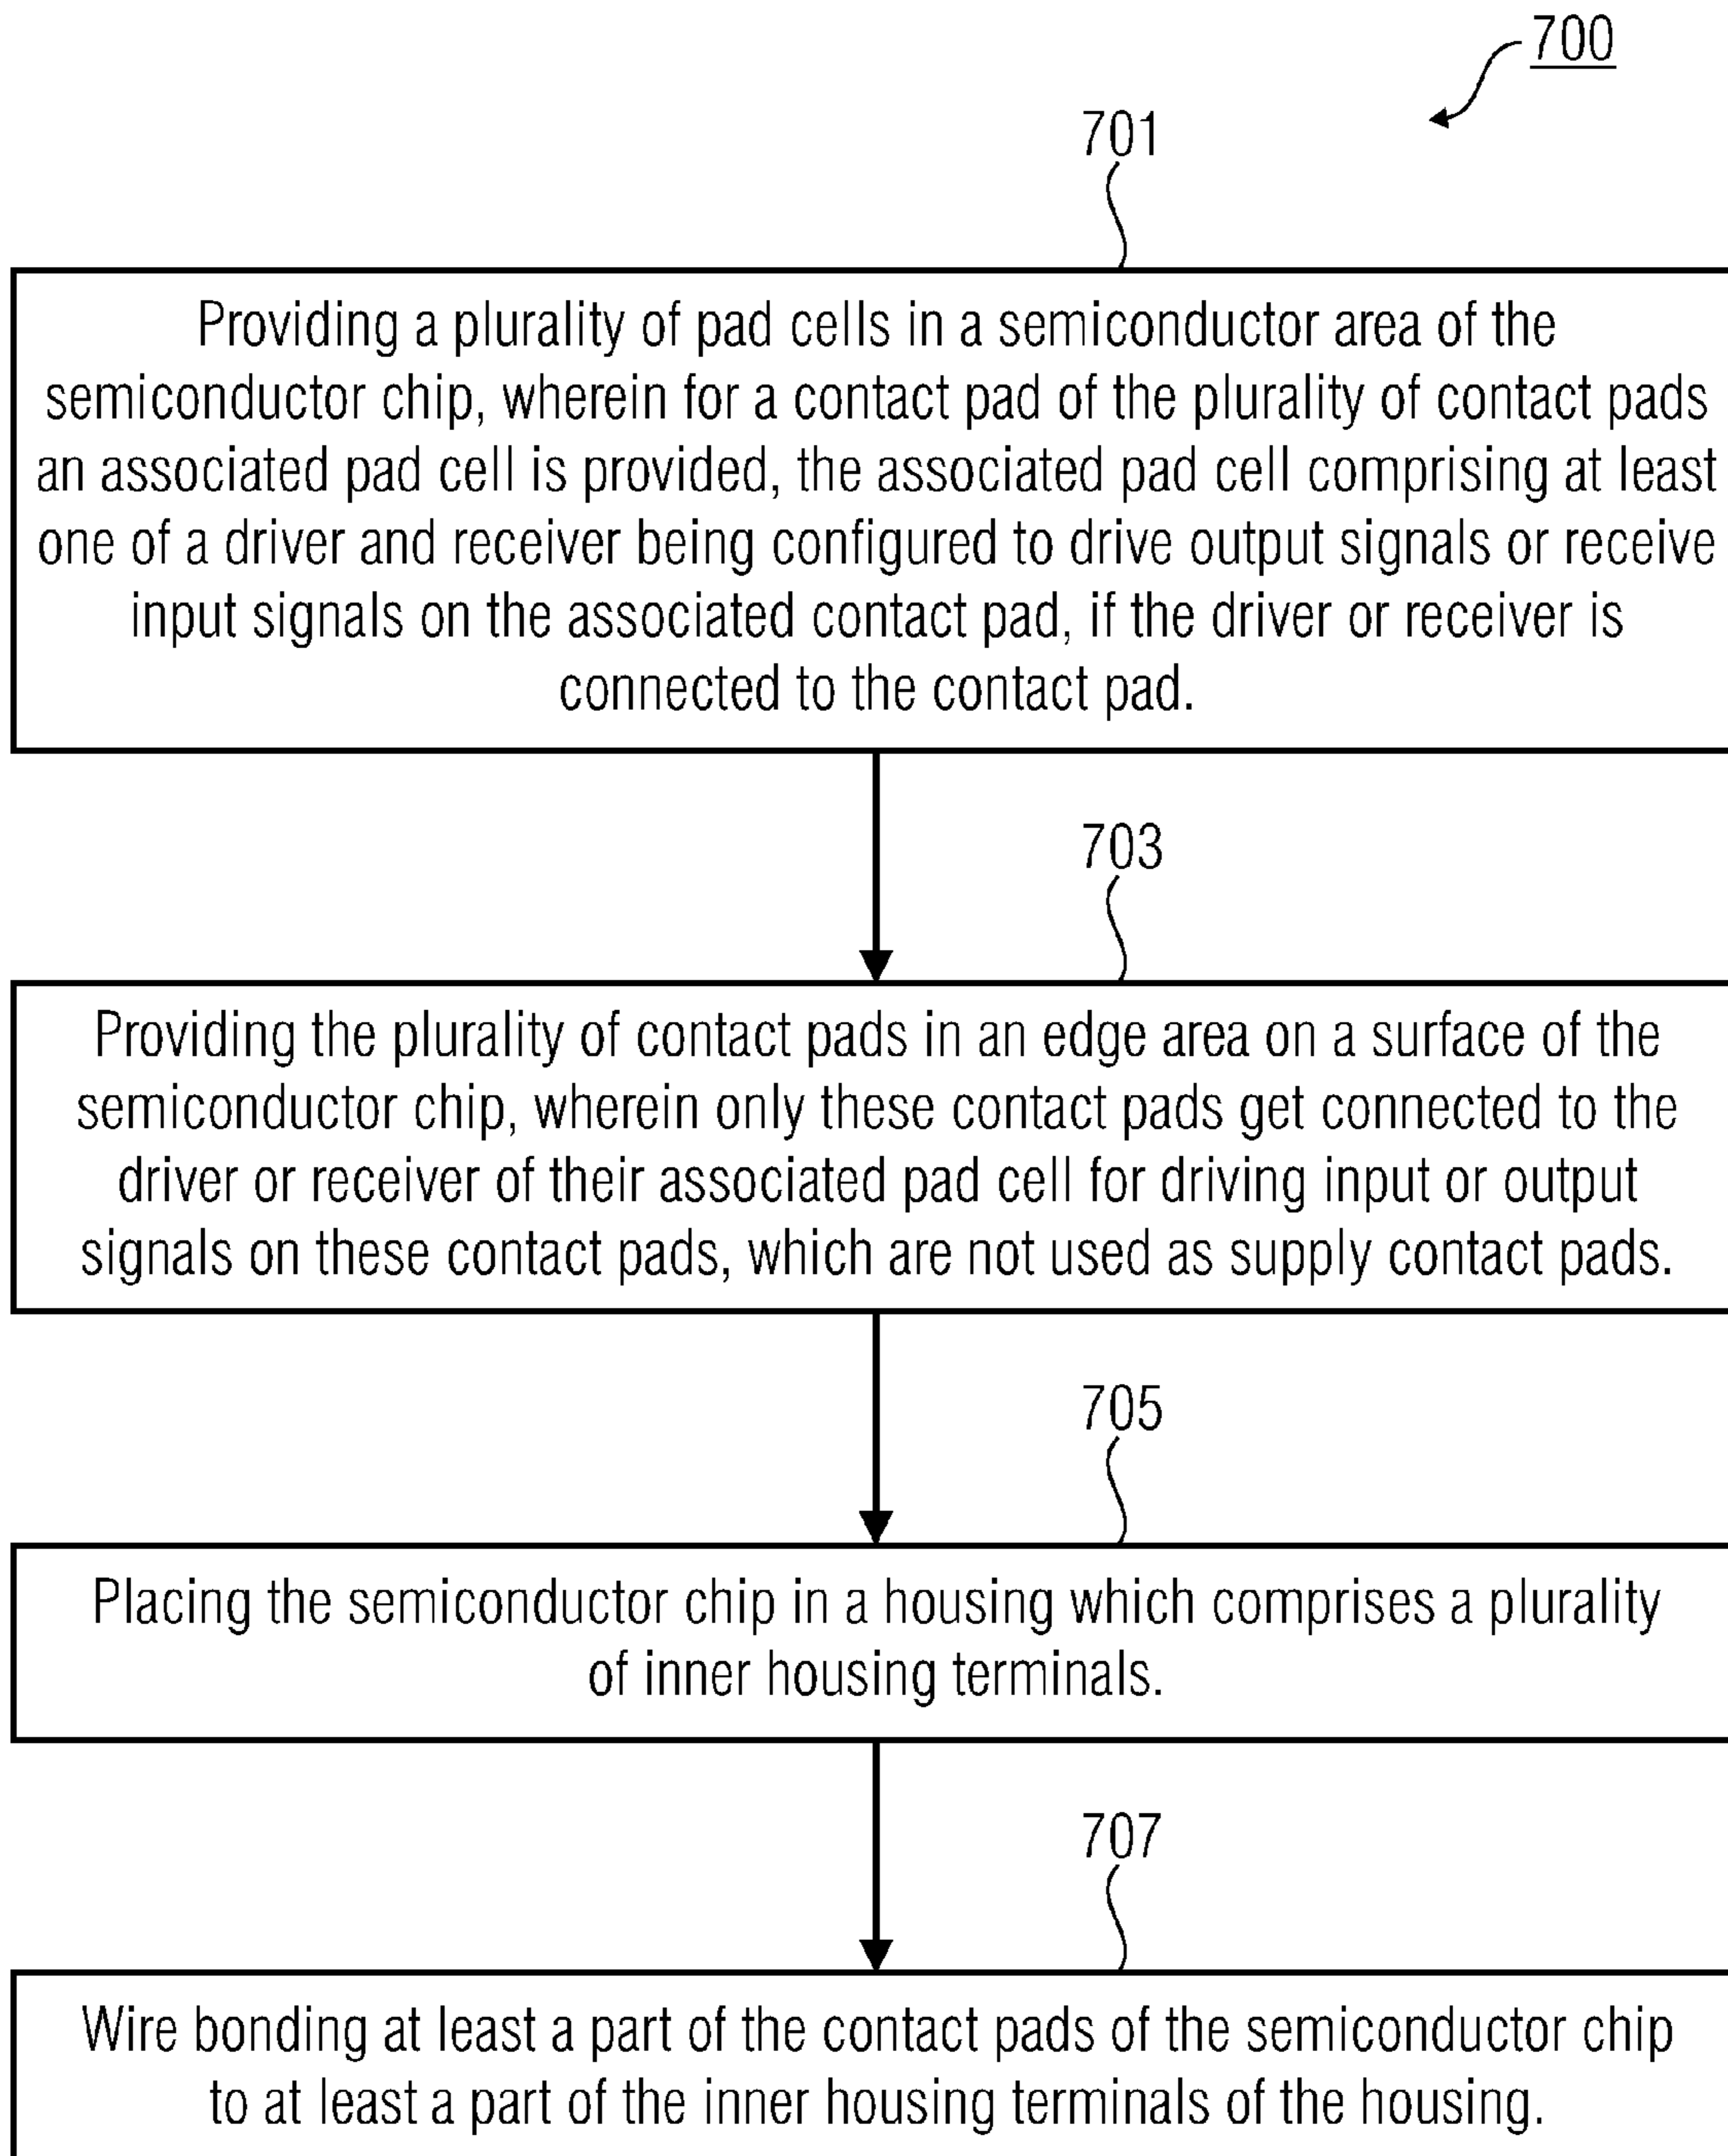 700
701
Providing a plurality of pad cells in a semiconductor area of the
semiconductor chip, wherein for a contact pad of the plurality of contact pads
an associated pad cell is provided, the associated pad cell comprising at least
one of a driver and receiver being configured to drive output signals or receive
input signals on the associated contact pad, if the driver or receiver is
connected to the contact pad.
703
Providing the plurality of contact pads in an edge area on a surface of the
semiconductor chip, wherein only these contact pads get connected to the
driver or receiver of their associated pad cell for driving input or output
signals on these contact pads, which are not used as supply contact pads.
705
Placing the semiconductor chip in a housing which comprises a plurality
of inner housing terminals.
707
Wire bonding at least a part of the contact pads of the semiconductor chip
to at least a part of the inner housing terminals of the housing.